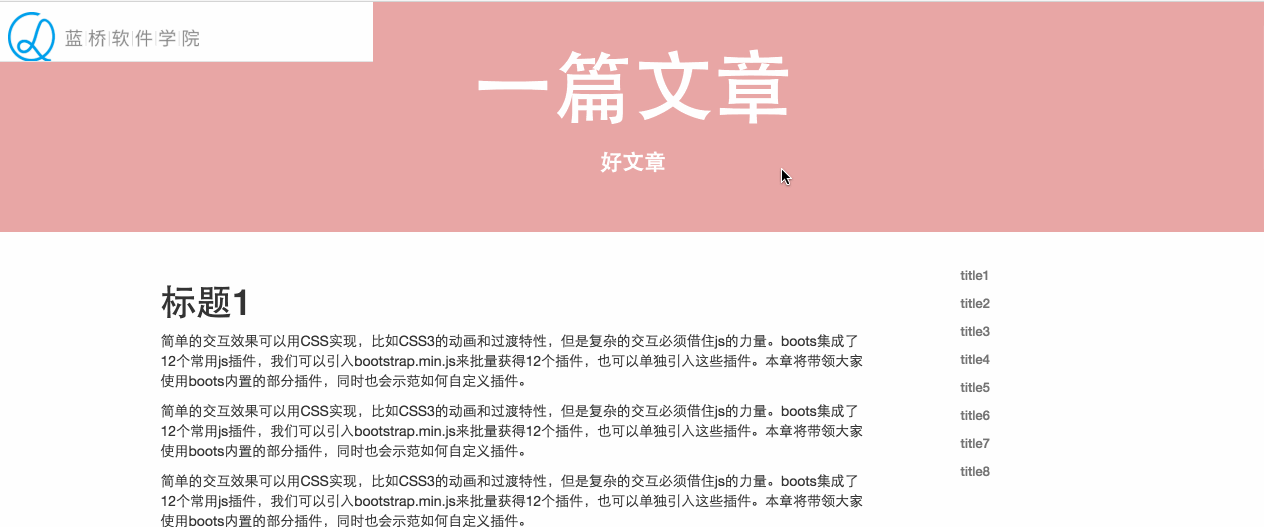 蓝|桥|软|件|学|院
一篇文章
好文章
标题1
简单的交互效果可以用CSS实现，比如CSS3的动画和过渡特性，但是复杂的交互必须借住js的力量。boots集成了
12个常用js插件，我们可以引入bootstrap.min.js来批量获得12个插件，也可以单独引入这些插件。本章将带领大家
使用boots内置的部分插件，同时也会示范如何自定义插件。
简单的交互效果可以用CSS实现，比如CSS3的动画和过渡特性，但是复杂的交互必须借住js的力量。boots集成了
12个常用js插件，我们可以引入bootstrap.min.js来批量获得12个插件，也可以单独引入这些插件。本章将带领大家
使用boots内置的部分插件，同时也会示范如何自定义插件。
简单的交互效果可以用CSS实现，比如CSS3的动画和过渡特性，但是复杂的交互必须借住js的力量。boots集成了
12个常用js插件，我们可以引入bootstrap.min.js来批量获得12个插件，也可以单独引入这些插件。本章将带领大家
使用boots内置的部分插件，同时也会示范如何自定义插件。
title1
title2
title3
title4
title5
title6
title7
title8